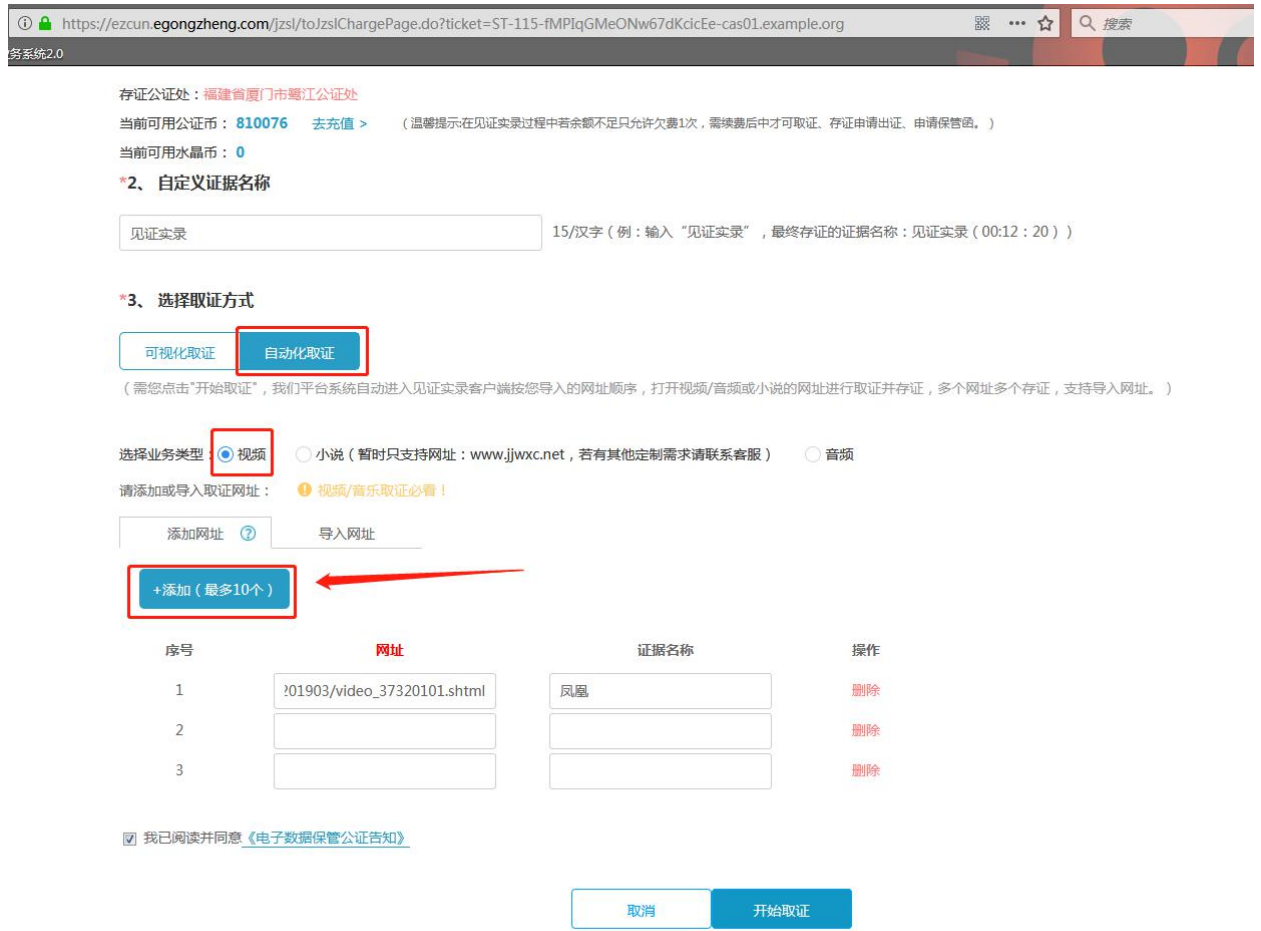 https://ezcun.egongzheng.com/jzsl/toJzslChargePage.do?ticket=ST-115-fMPIqGMeONw67dKcicEe-cas01.example.org
搜索
务系统2.0
存证公证处：福建省厦门市鹭江公证处
当前可用公证币： 810076 去充值 > （温馨提示:在见证实录过程中若余额不足只允许欠费1次，需续费后中才可取证、存证申请出证、申请保管函。）
当前可用水晶币： 0
*2、 自定义证据名称
见证实录 15/汉字（例：输入“见证实录”，最终存证的证据名称：见证实录（00:12：20））
*3、 选择取证方式
可视化取证 自动化取证
（需您点击"开始取证"，我们平台系统自动进入见证实录客户端按您导入的网址顺序，打开视频/音频或小说的网址进行取证并存证，多个网址多个存证，支持导入网址。）
选择业务类型： 视频 小说（暂时只支持网址：www.jjwxc.net，若有其他定制需求请联系客服） 音频
请添加或导入取证网址： 视频/音乐取证必看！
添加网址 ? 导入网址
+添加（最多10个）
序号 网址 证据名称 操作
1 201903/video_37320101.shtml 凤凰 删除
2 删除
3 删除
我已阅读并同意《电子数据保管公证告知》
取消 开始取证